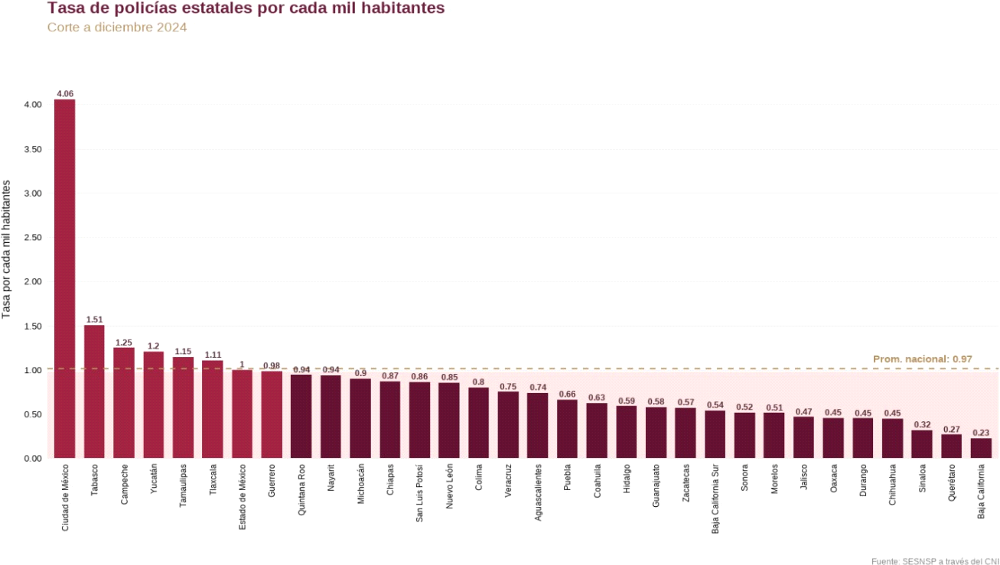 Tasa de policías estatales por cada mil habitantes
Corte a diciembre 2024
Tasa por cada mil habitantes
4.00
3.50
3.00
2.50
2.00
1.50
1.00
0.50
0.00
4.06
1.51
1.25
1.2
1.15
1.11
1
0.98
0.94
0.94
0.9
0.87
0.86
0.85
0.8
0.75
0.74
0.66
0.63
0.59
0.58
0.57
0.54
0.52
0.51
0.47
0.45
0.45
0.45
0.32
0.27
0.23
Prom. nacional: 0.97
Ciudad de México
Tabasco
Campeche
Yucatán
Tamaulipas
Tlaxcala
Estado de México
Guerrero
Quintana Roo
Nayarit
Michoacán
Chiapas
San Luis Potosí
Nuevo León
Colima
Veracruz
Aguascalientes
Puebla
Coahuila
Hidalgo
Guanajuato
Zacatecas
Baja California Sur
Sonora
Morelos
Jalisco
Oaxaca
Durango
Chihuahua
Sinaloa
Querétaro
Baja California
Fuente: SESNSP a través del CNI